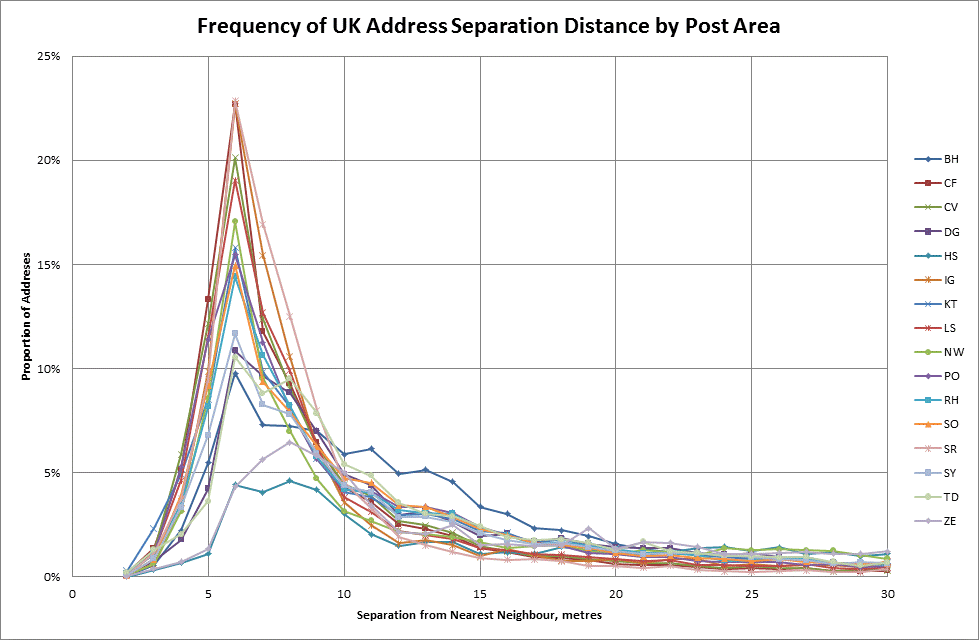 Frequency of UK Address Separation Distance by Post Area
25%
20%
15%
10%
5%
0%
0 5 10 15 20 25 30
Proportion of Addreses
Separation from Nearest Neighbour, metres
BH
CF
CV
DG
HS
IG
KT
LS
NW
PO
RH
SO
SR
SY
TD
ZE